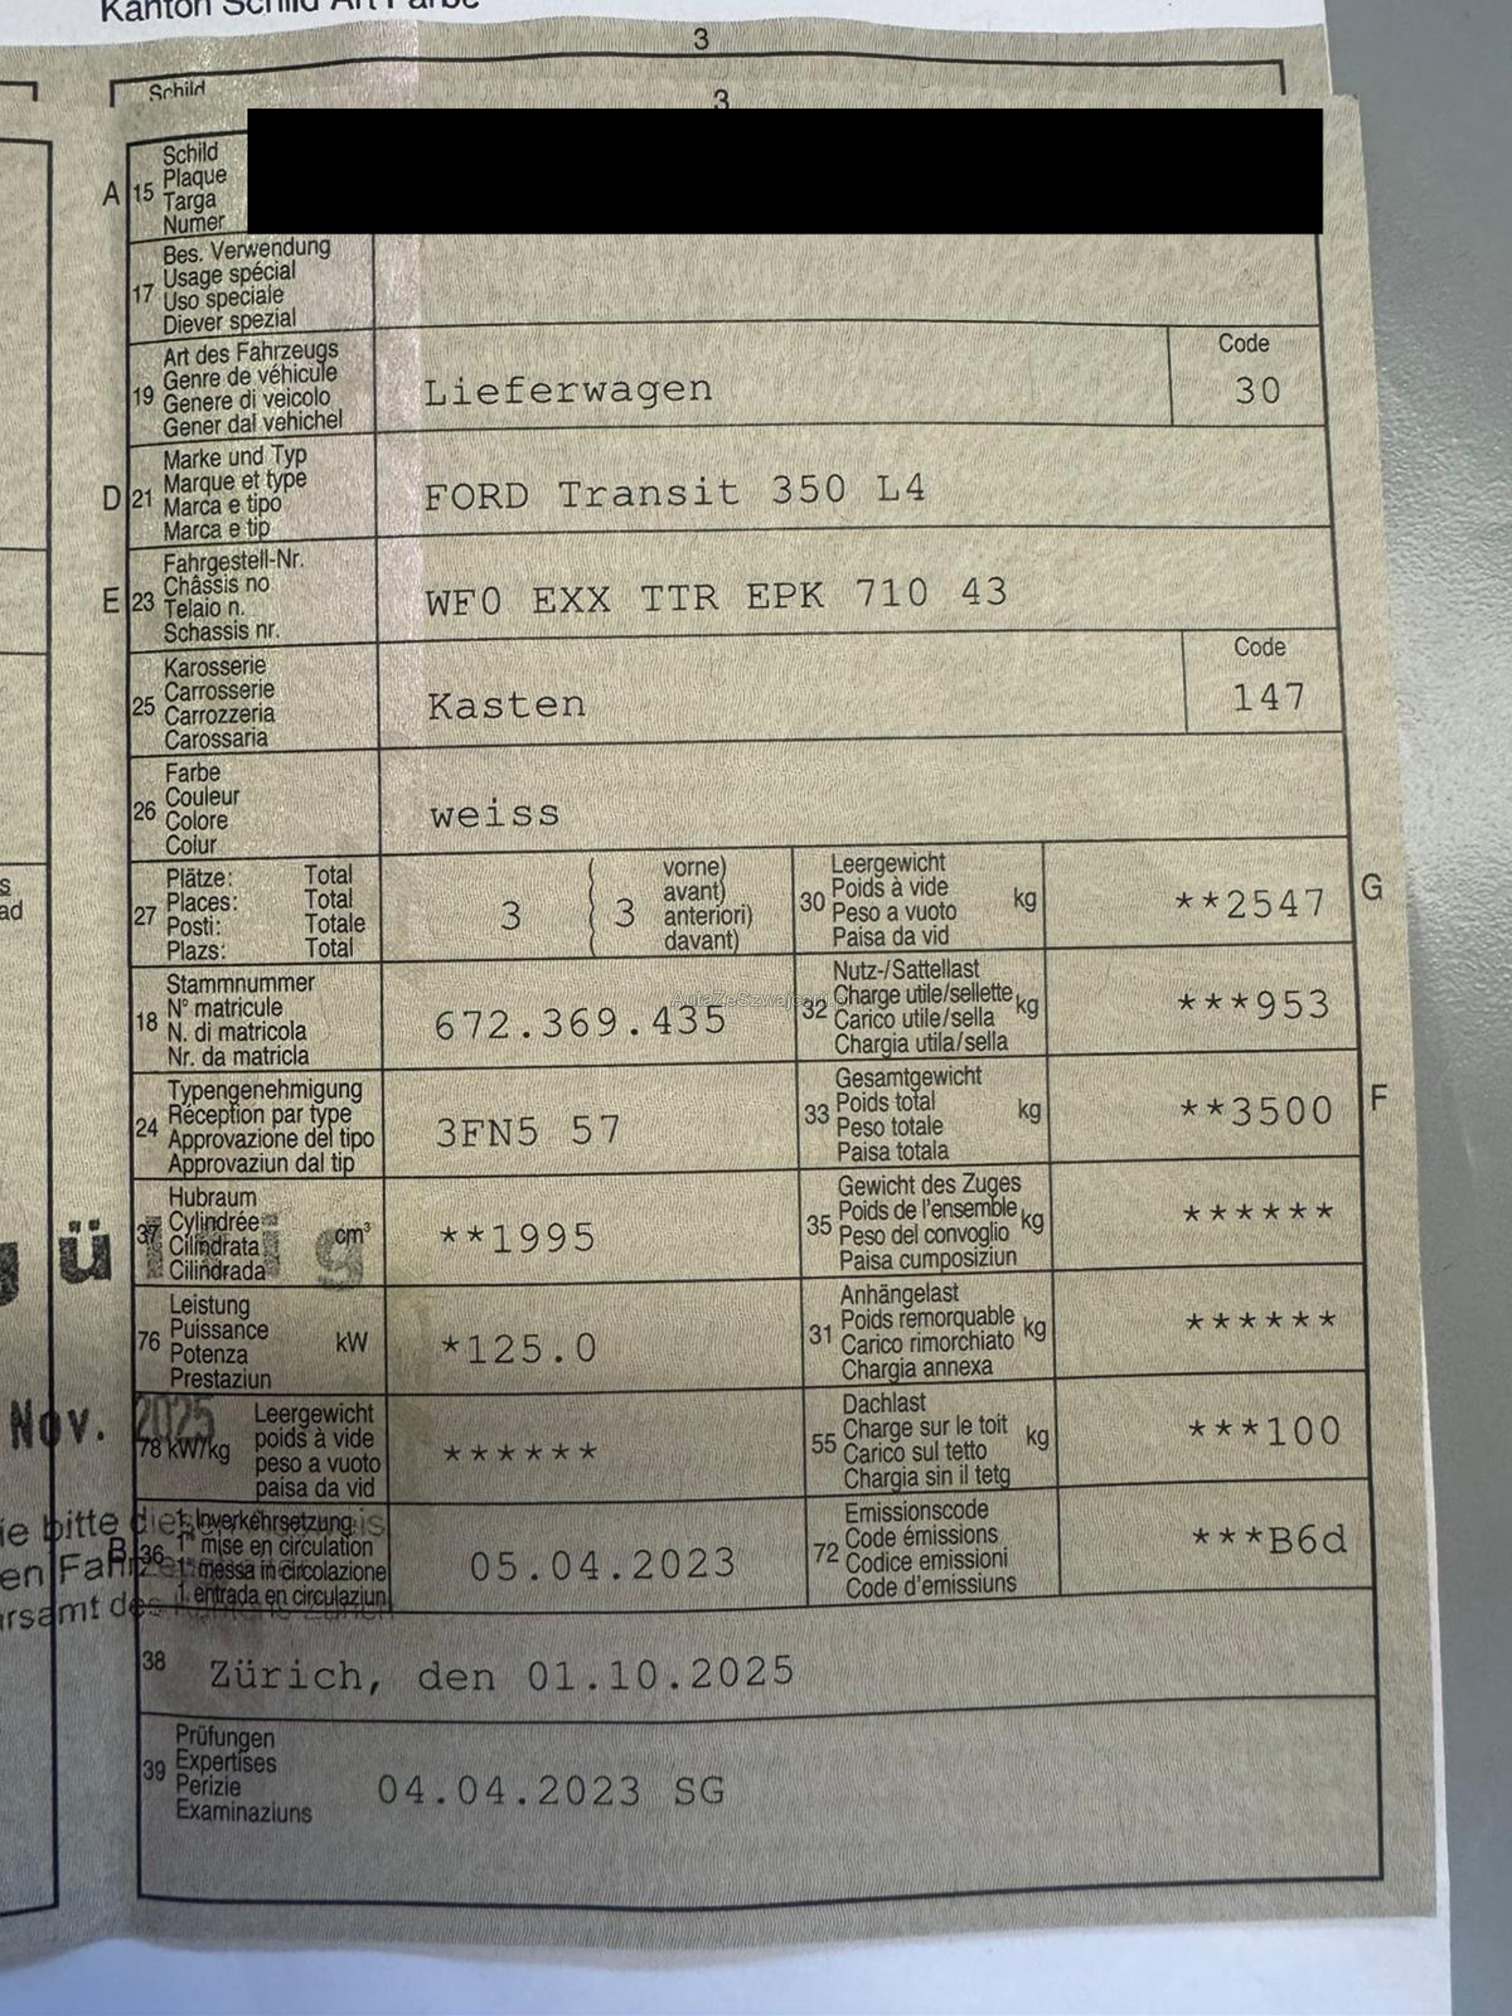 Kanton Schild Art Farbe
3
Schild
3
A 15 Schild
Plaque
Targa
Numer
17 Bes. Verwendung
Usage spécial
Uso speciale
Diever spezial
19 Art des Fahrzeugs
Genre de véhicule
Genere di veicolo
Gener dal vehichel
Lieferwagen
Code
30
D 21 Marke und Typ
Marque et type
Marca e tipo
Marca e tip
FORD Transit 350 L4
E 23 Fahrgestell-Nr.
Châssis no
Telaio n.
Schassis nr.
WF0 EXX TTR EPK 710 43
25 Karosserie
Carrosserie
Carrozzeria
Carossaria
Kasten
Code
147
26 Farbe
Couleur
Colore
Colur
weiss
27 Plätze: Total
Places: Total
Posti: Totale
Plazs: Total
3 ( 3 vorne)
avant)
anteriori)
davant)
30 Leergewicht
Poids à vide
Peso a vuoto
Paisa da vid
kg
**2547
G
18 Stammnummer
N° matricule
N. di matricola
Nr. da matricla
672.369.435
32 Nutz-/Sattellast
Charge utile/sellette
Carico utile/sella
Chargia utila/sella
kg
***953
24 Typengenehmigung
Réception par type
Approvazione del tipo
Approvaziun dal tip
3FN5 57
33 Gesamtgewicht
Poids total
Peso totale
Paisa totala
kg
**3500
F
37 Hubraum
Cylindrée
Cilindrata
Cilindrada
cm³
**1995
35 Gewicht des Zuges
Poids de l'ensemble
Peso del convoglio
Paisa cumposiziun
kg
******
76 Leistung
Puissance
Potenza
Prestaziun
kW
*125.0
31 Anhängelast
Poids remorquable
Carico rimorchiato
Chargia annexa
kg
******
Nov. 2025
78 kW/kg Leergewicht
poids à vide
peso a vuoto
paisa da vid
******
55 Dachlast
Charge sur le toit
Carico sul tetto
Chargia sin il tetg
kg
***100
B 36 1. Inverkehrsetzung
1re mise en circulation
1a messa in circolazione
1. entrada en circulaziun
05.04.2023
72 Emissionscode
Code émissions
Codice emissioni
Code d'emissiuns
***B6d
38 Zürich, den 01.10.2025
39 Prüfungen
Expertises
Perizie
Examinaziuns
04.04.2023 SG